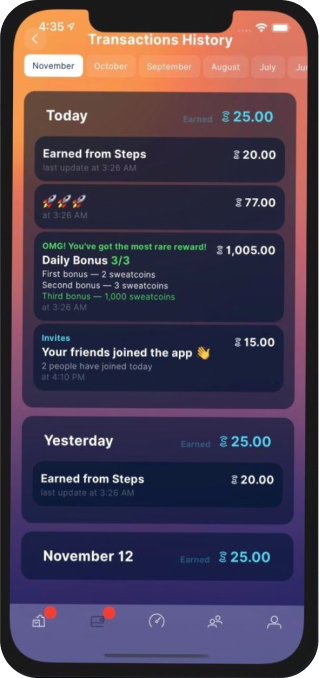 4:35
Transactions History
November October September August July
Today Earned 25.00
Earned from Steps 20.00
last update at 3:26 AM
🚀🚀🚀 77.00
at 3:26 AM
OMG! You've got the most rare reward! 1,005.00
Daily Bonus 3/3
First bonus — 2 sweatcoins
Second bonus — 3 sweatcoins
Third bonus — 1,000 sweatcoins
at 3:26 AM
Invites 15.00
Your friends joined the app 👋
2 people have joined today
at 4:10 PM
Yesterday Earned 25.00
Earned from Steps 20.00
last update at 3:26 AM
November 12 Earned 25.00